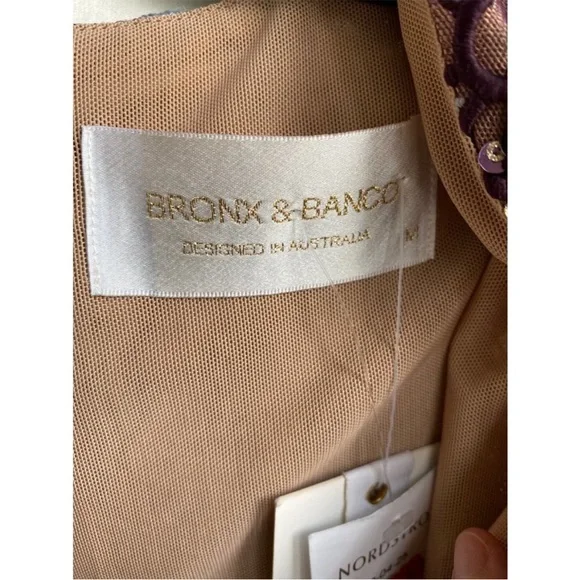 BRONX & BANCO
DESIGNED IN AUSTRALIA
M
NORDSTRO